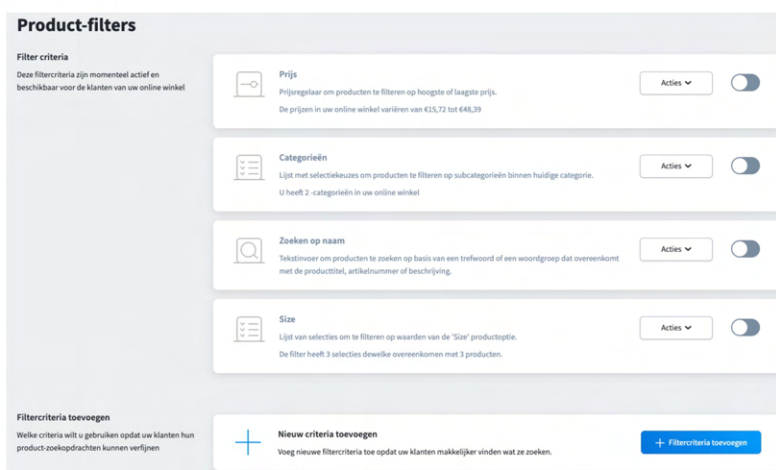 Product-filters
Filter criteria
Deze filtercriteria zijn momenteel actief en
beschikbaar voor de klanten van uw online winkel
Prijs
Prijsregelaar om producten te filteren op hoogste of laagste prijs.
De prijzen in uw online winkel variëren van €15,72 tot €48,39
Acties
Categorieën
Lijst met selectiekeuzes om producten te filteren op subcategorieën binnen huidige categorie.
U heeft 2 -categorieën in uw online winkel
Acties
Zoeken op naam
Tekstinvoer om producten te zoeken op basis van een trefwoord of een woordgroep dat overeenkomt
met de producttitel, artikelnummer of beschrijving.
Acties
Size
Lijst van selecties om te filteren op waarden van de 'Size' productoptie.
De filter heeft 3 selecties dewelke overeenkomen met 3 producten.
Acties
Filtercriteria toevoegen
Welke criteria wilt u gebruiken opdat uw klanten hun
product-zoekopdrachten kunnen verfijnen
Nieuw criteria toevoegen
Voeg nieuwe filtercriteria toe opdat uw klanten makkelijker vinden wat ze zoeken.
+ Filtercriteria toevoegen